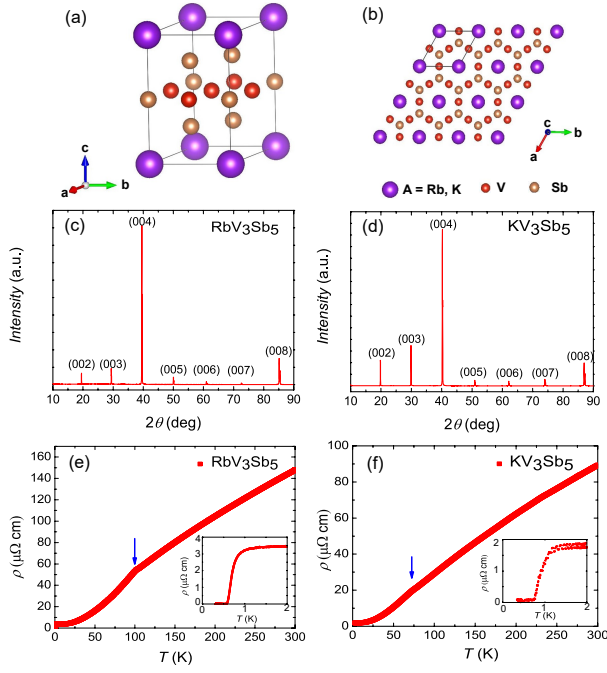 (a)
(b)
c
a
b
c
b
a
A = Rb, K V Sb
(c)
RbV3Sb5
(004)
(002)
(003)
(005)
(006)
(007)
(008)
Intensity (a.u.)
10 20 30 40 50 60 70 80 90
2θ (deg)
(d)
KV3Sb5
(004)
(002)
(003)
(005)
(006)
(007)
(008)
Intensity (a.u.)
10 20 30 40 50 60 70 80 90
2θ (deg)
(e)
RbV3Sb5
160
140
120
100
80
60
40
20
0
ρ (μΩ cm)
0 50 100 150 200 250 300
T (K)
4
2
0
ρ (μΩ cm)
0 1 2
T (K)
(f)
KV3Sb5
100
80
60
40
20
0
ρ (μΩ cm)
0 50 100 150 200 250 300
T (K)
2
1
0
ρ (μΩ cm)
0 1 2
T (K)